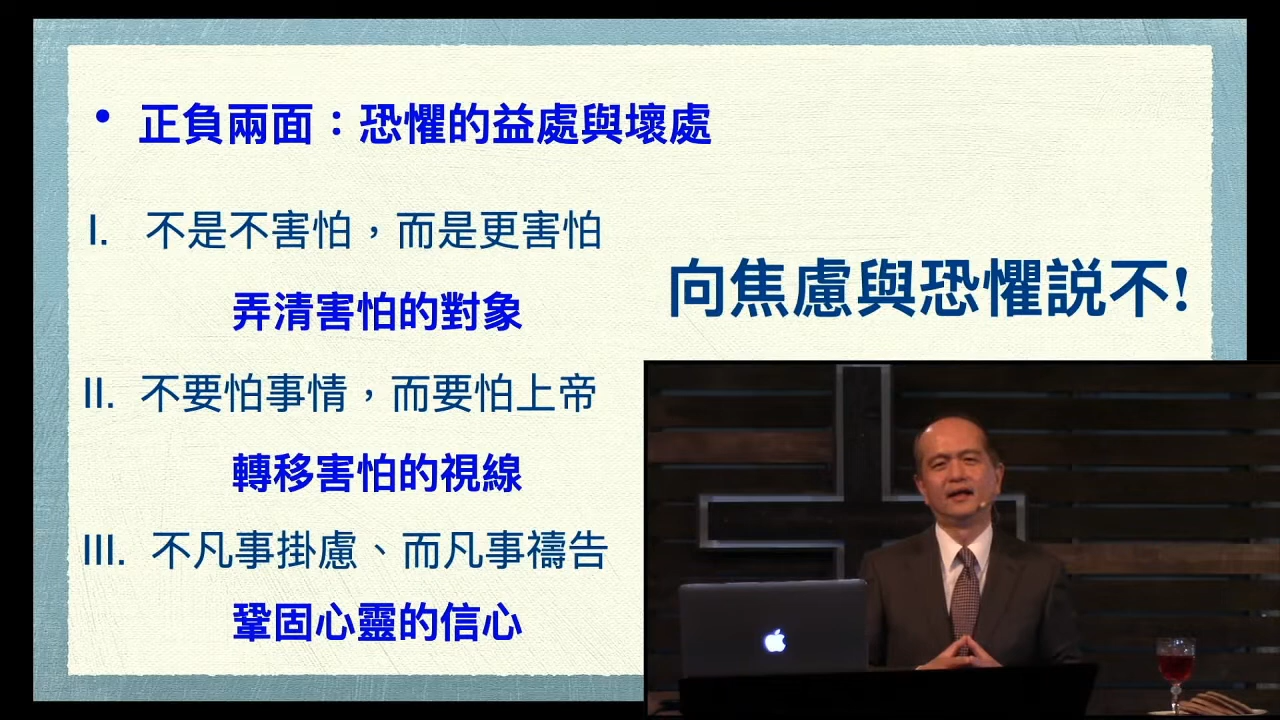 • 正負兩面：恐懼的益處與壞處
I. 不是不害怕，而是更害怕
弄清害怕的對象
II. 不要怕事情，而要怕上帝
轉移害怕的視線
III. 不凡事掛慮、而凡事禱告
鞏固心靈的信心
向焦慮與恐懼説不!